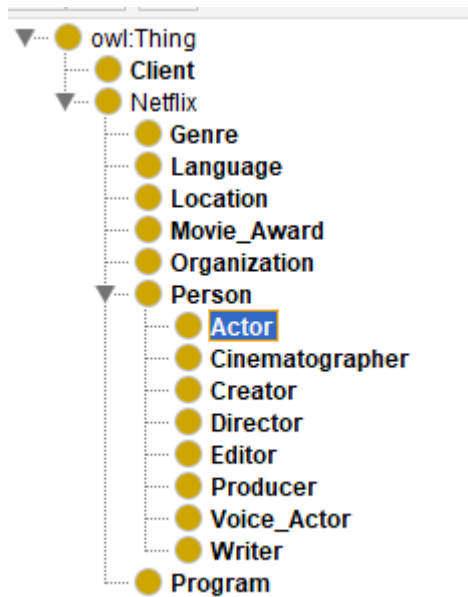 owl:Thing
Client
Netflix
Genre
Language
Location
Movie_Award
Organization
Person
Actor
Cinematographer
Creator
Director
Editor
Producer
Voice_Actor
Writer
Program